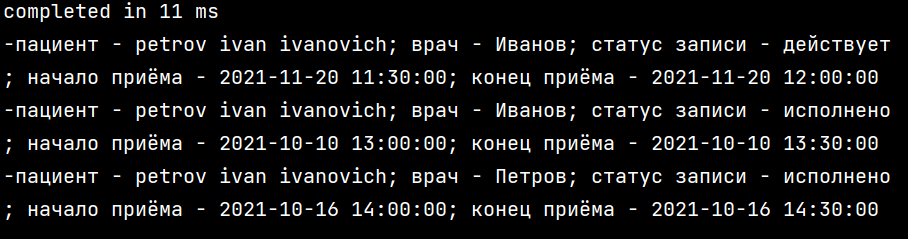 completed in 11 ms
-пациент - petrov ivan ivanovich; врач - Иванов; статус записи - действует
; начало приёма - 2021-11-20 11:30:00; конец приёма - 2021-11-20 12:00:00
-пациент - petrov ivan ivanovich; врач - Иванов; статус записи - исполнено
; начало приёма - 2021-10-10 13:00:00; конец приёма - 2021-10-10 13:30:00
-пациент - petrov ivan ivanovich; врач - Петров; статус записи - исполнено
; начало приёма - 2021-10-16 14:00:00; конец приёма - 2021-10-16 14:30:00